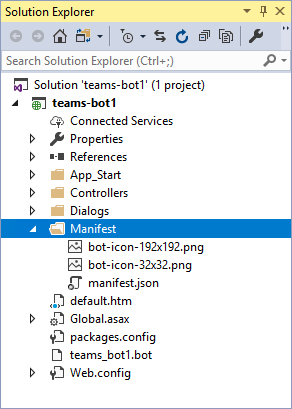 Solution Explorer
Search Solution Explorer (Ctrl+;)
Solution 'teams-bot1' (1 project)
teams-bot1
Connected Services
Properties
References
App_Start
Controllers
Dialogs
Manifest
bot-icon-192x192.png
bot-icon-32x32.png
manifest.json
default.htm
Global.asax
packages.config
teams_bot1.bot
Web.config